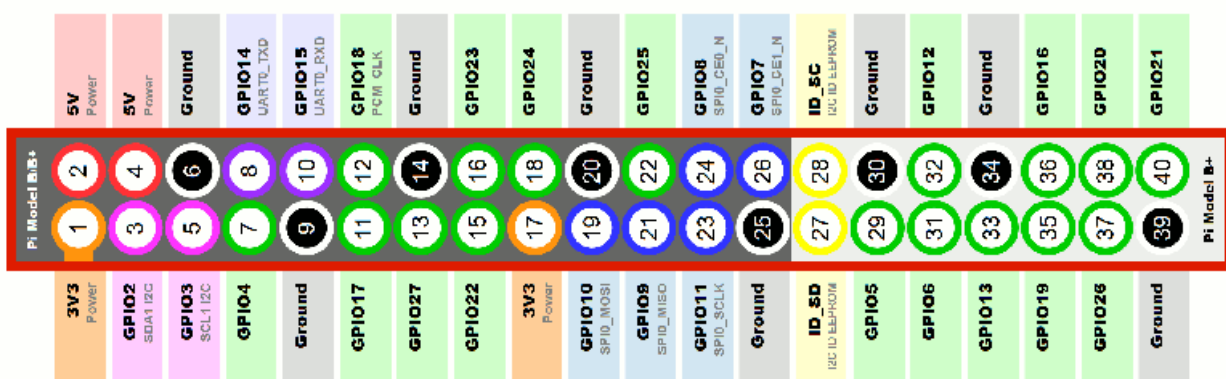 5V
Power
5V
Power
Ground
GPIO14
UART0_TXD
GPIO15
UART0_RXD
GPIO18
PCM CLK
Ground
GPIO23
GPIO24
Ground
GPIO25
GPIO8
SPI0_CE0_N
GPIO7
SPI0_CE1_N
ID_SC
I2C ID EEPROM
Ground
GPIO12
Ground
GPIO16
GPIO20
GPIO21
Pi Model B/B+
2
4
6
8
10
12
14
16
18
20
22
24
26
28
30
32
34
36
38
40
1
3
5
7
9
11
13
15
17
19
21
23
25
27
29
31
33
35
37
39
Pi Model B+
3V3
Power
GPIO2
SDA1 I2C
GPIO3
SCL1 I2C
GPIO4
Ground
GPIO17
GPIO27
GPIO22
3V3
Power
GPIO10
SPI0_MOSI
GPIO9
SPI0_MISO
GPIO11
SPI0_SCLK
Ground
ID_SD
I2C ID EEPROM
GPIO5
GPIO6
GPIO13
GPIO19
GPIO26
Ground